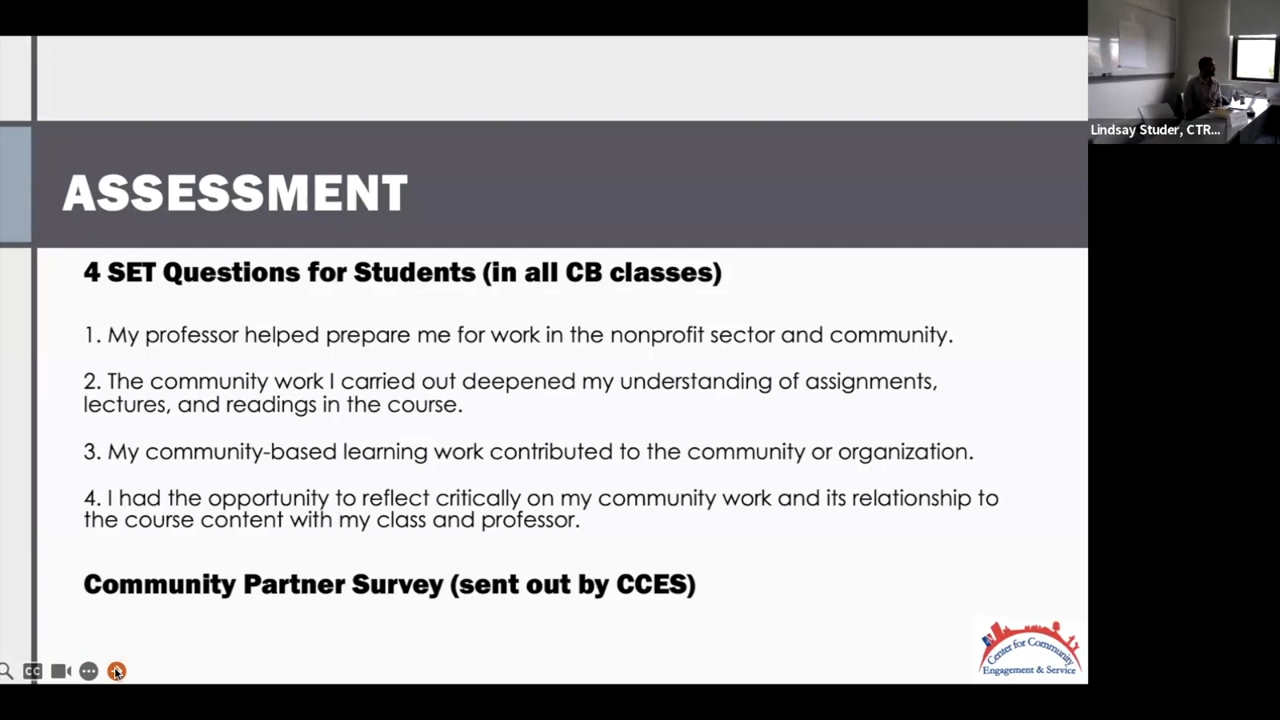 Lindsay Studer, CTR...
ASSESSMENT
4 SET Questions for Students (in all CB classes)
1. My professor helped prepare me for work in the nonprofit sector and community.
2. The community work I carried out deepened my understanding of assignments,
lectures, and readings in the course.
3. My community-based learning work contributed to the community or organization.
4. I had the opportunity to reflect critically on my community work and its relationship to
the course content with my class and professor.
Community Partner Survey (sent out by CCES)
Center for Community
Engagement & Service
CC